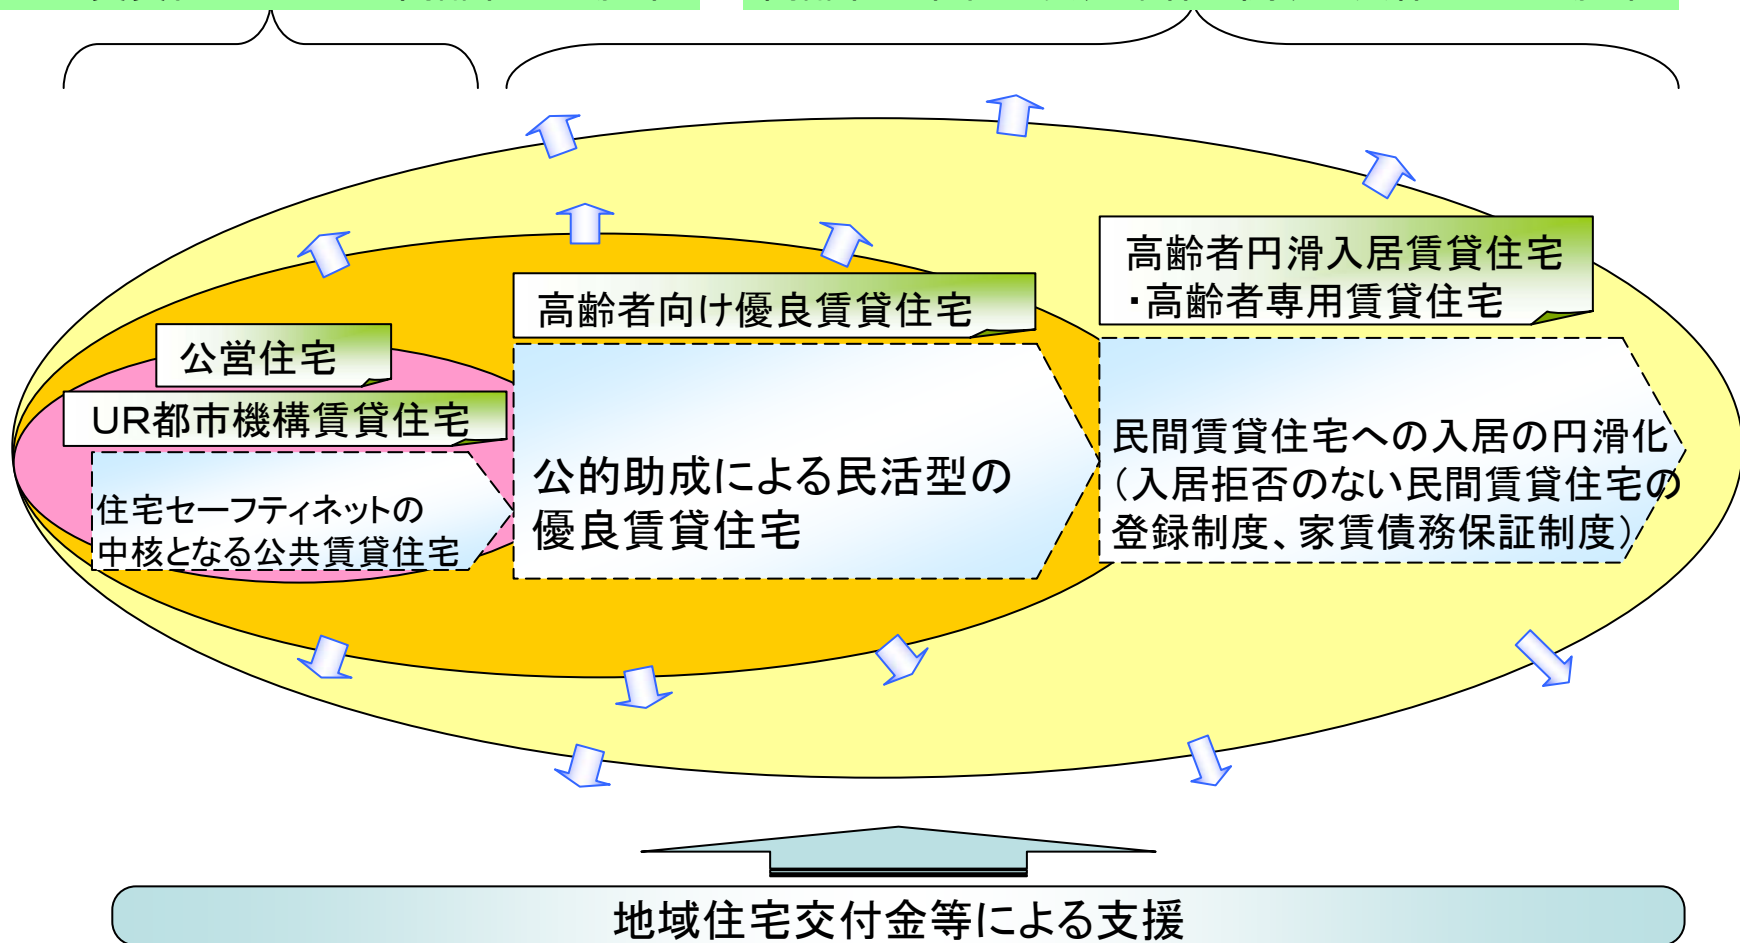 高齢者円滑入居賃貸住宅
・高齢者専用賃貸住宅
高齢者向け優良賃貸住宅
公営住宅
UR都市機構賃貸住宅
住宅セーフティネットの
中核となる公共賃貸住宅
公的助成による民活型の
優良賃貸住宅
民間賃貸住宅への入居の円滑化
(入居拒否のない民間賃貸住宅の
登録制度、家賃債務保証制度)
地域住宅交付金等による支援